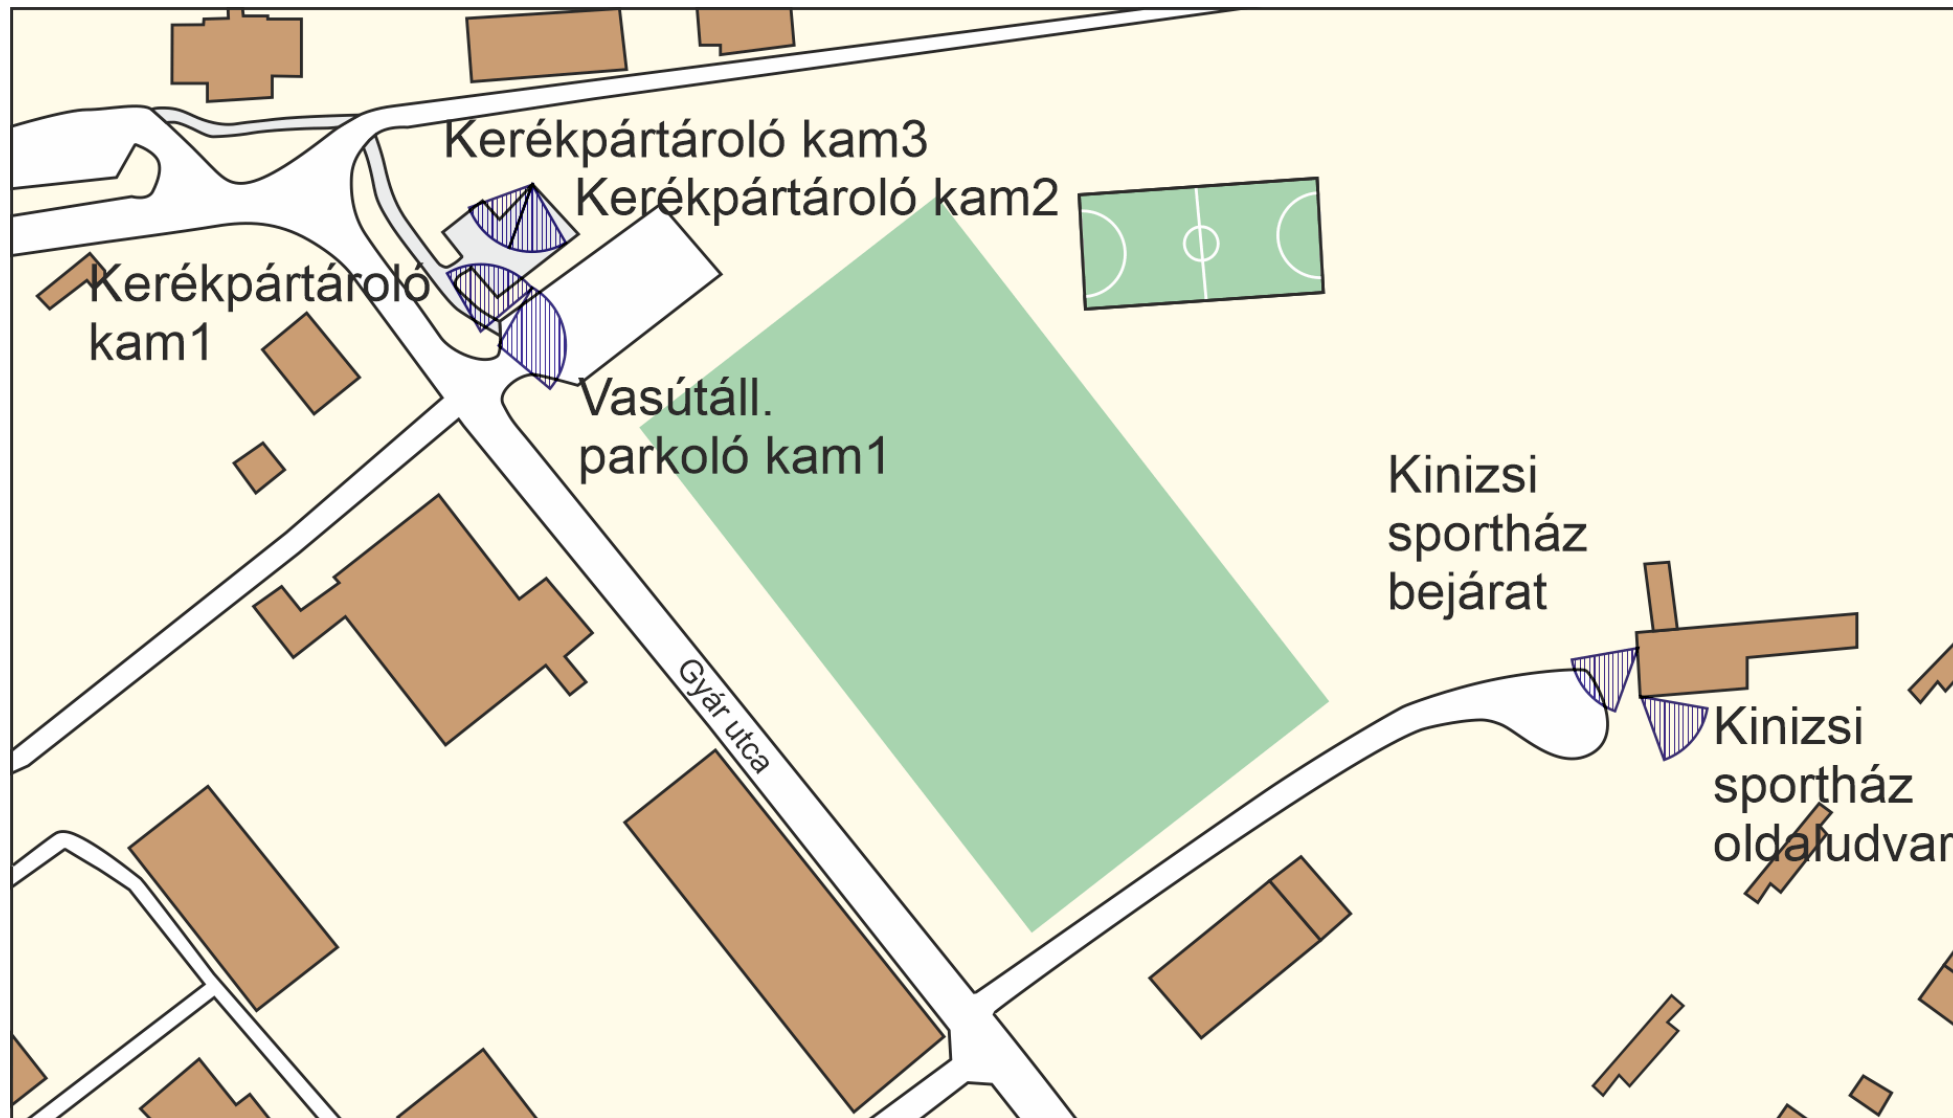 Kerékpártároló kam3
Kerékpártároló kam2
Kerékpártároló
kam1
Vasútáll.
parkoló kam1
Kinizsi
sportház
bejárat
Gyár utca
Kinizsi
sportház
oldaludvar